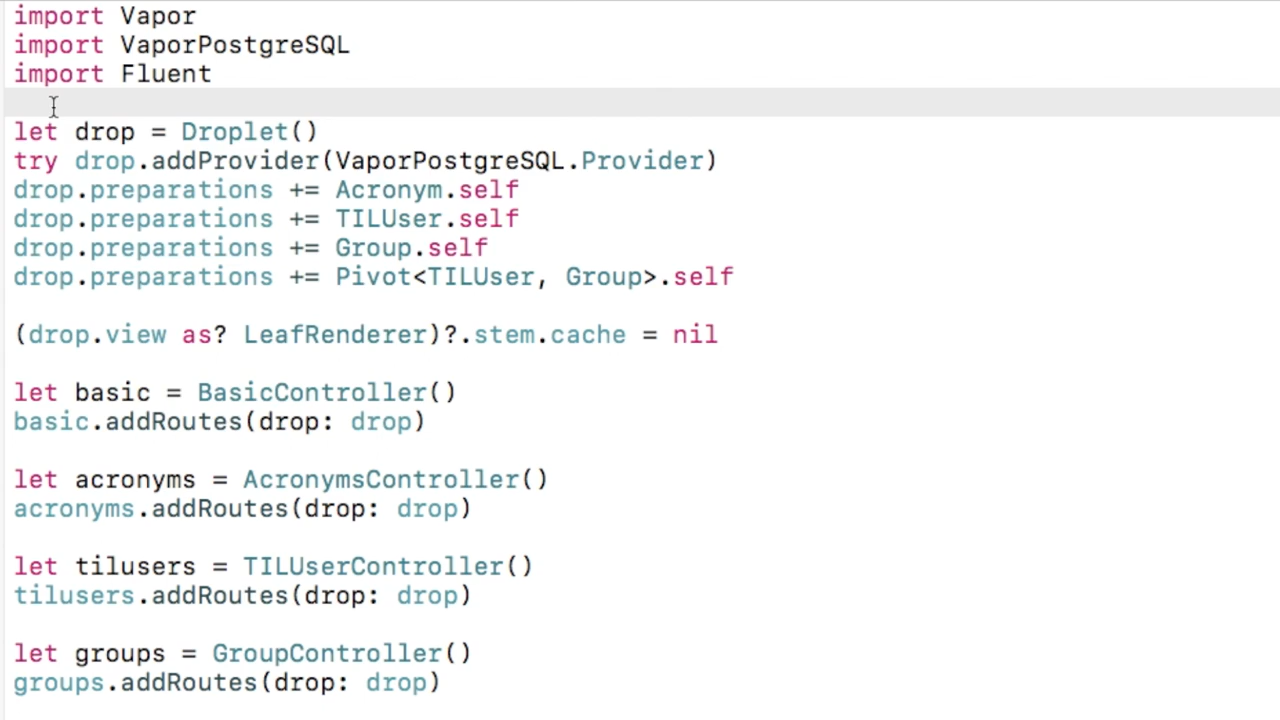 import Vapor
import VaporPostgreSQL
import Fluent
let drop = Droplet()
try drop.addProvider(VaporPostgreSQL.Provider)
drop.preparations += Acronym.self
drop.preparations += TILUser.self
drop.preparations += Group.self
drop.preparations += Pivot<TILUser, Group>.self
(drop.view as? LeafRenderer)?.stem.cache = nil
let basic = BasicController()
basic.addRoutes(drop: drop)
let acronyms = AcronymsController()
acronyms.addRoutes(drop: drop)
let tilusers = TILUserController()
tilusers.addRoutes(drop: drop)
let groups = GroupController()
groups.addRoutes(drop: drop)